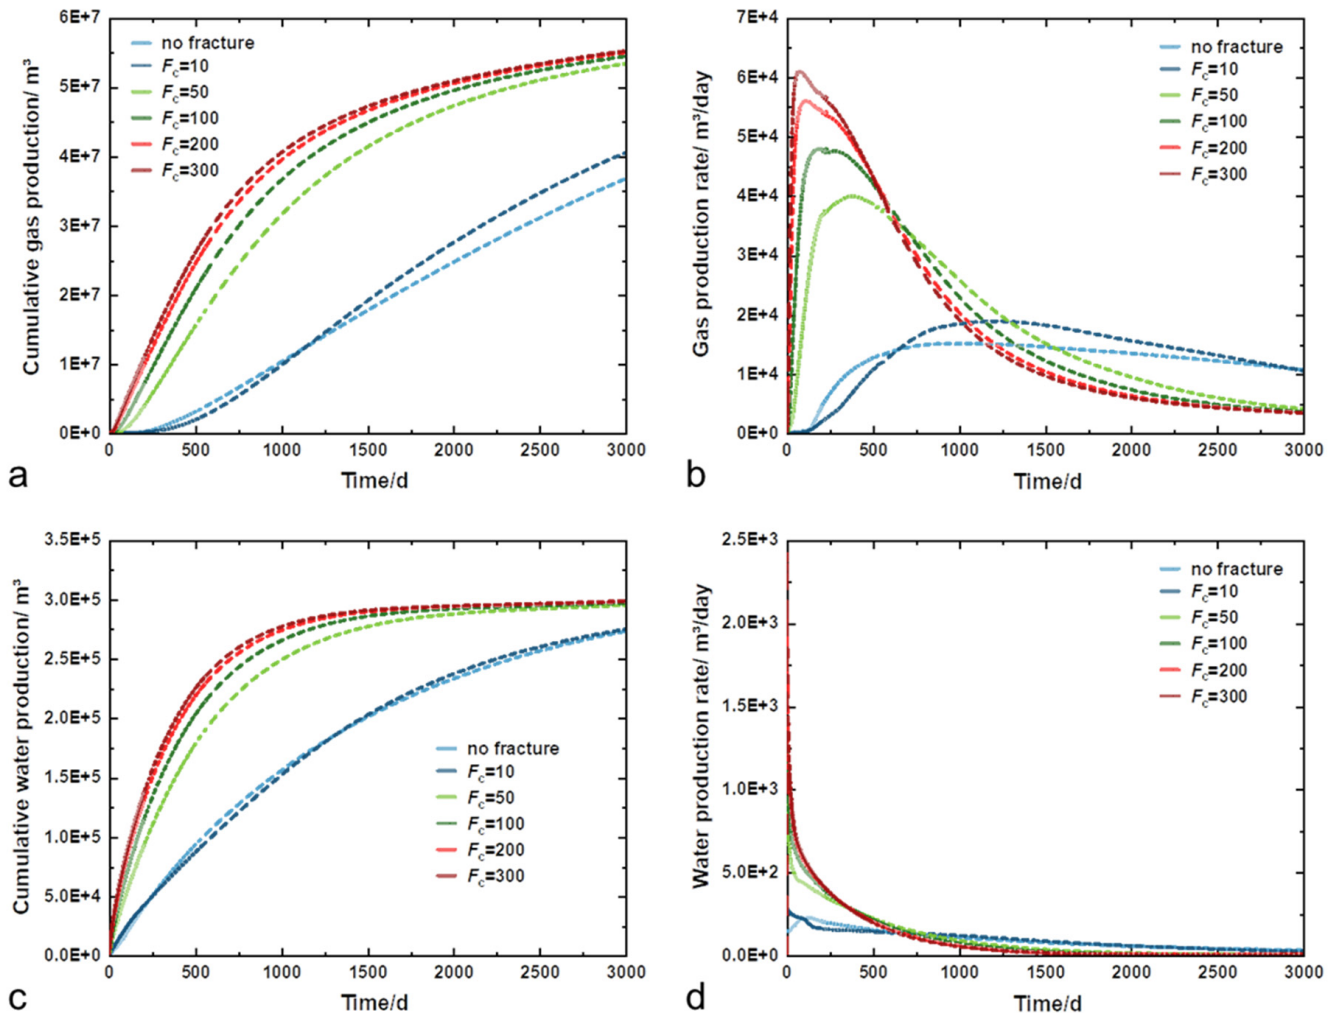 6E+7
5E+7
4E+7
3E+7
2E+7
1E+7
0E+0
Cumulative gas production/ m³
no fracture
Fc=10
Fc=50
Fc=100
Fc=200
Fc=300
0 500 1000 1500 2000 2500 3000
Time/d
a
7E+4
6E+4
5E+4
4E+4
3E+4
2E+4
1E+4
0E+0
Gas production rate/ m³/day
no fracture
Fc=10
Fc=50
Fc=100
Fc=200
Fc=300
0 500 1000 1500 2000 2500 3000
Time/d
b
3.5E+5
3.0E+5
2.5E+5
2.0E+5
1.5E+5
1.0E+5
5.0E+4
0.0E+0
Cumulative water production/ m³
no fracture
Fc=10
Fc=50
Fc=100
Fc=200
Fc=300
0 500 1000 1500 2000 2500 3000
Time/d
c
2.5E+3
2.0E+3
1.5E+3
1.0E+3
5.0E+2
0.0E+0
Water production rate/ m³/day
no fracture
Fc=10
Fc=50
Fc=100
Fc=200
Fc=300
0 500 1000 1500 2000 2500 3000
Time/d
d